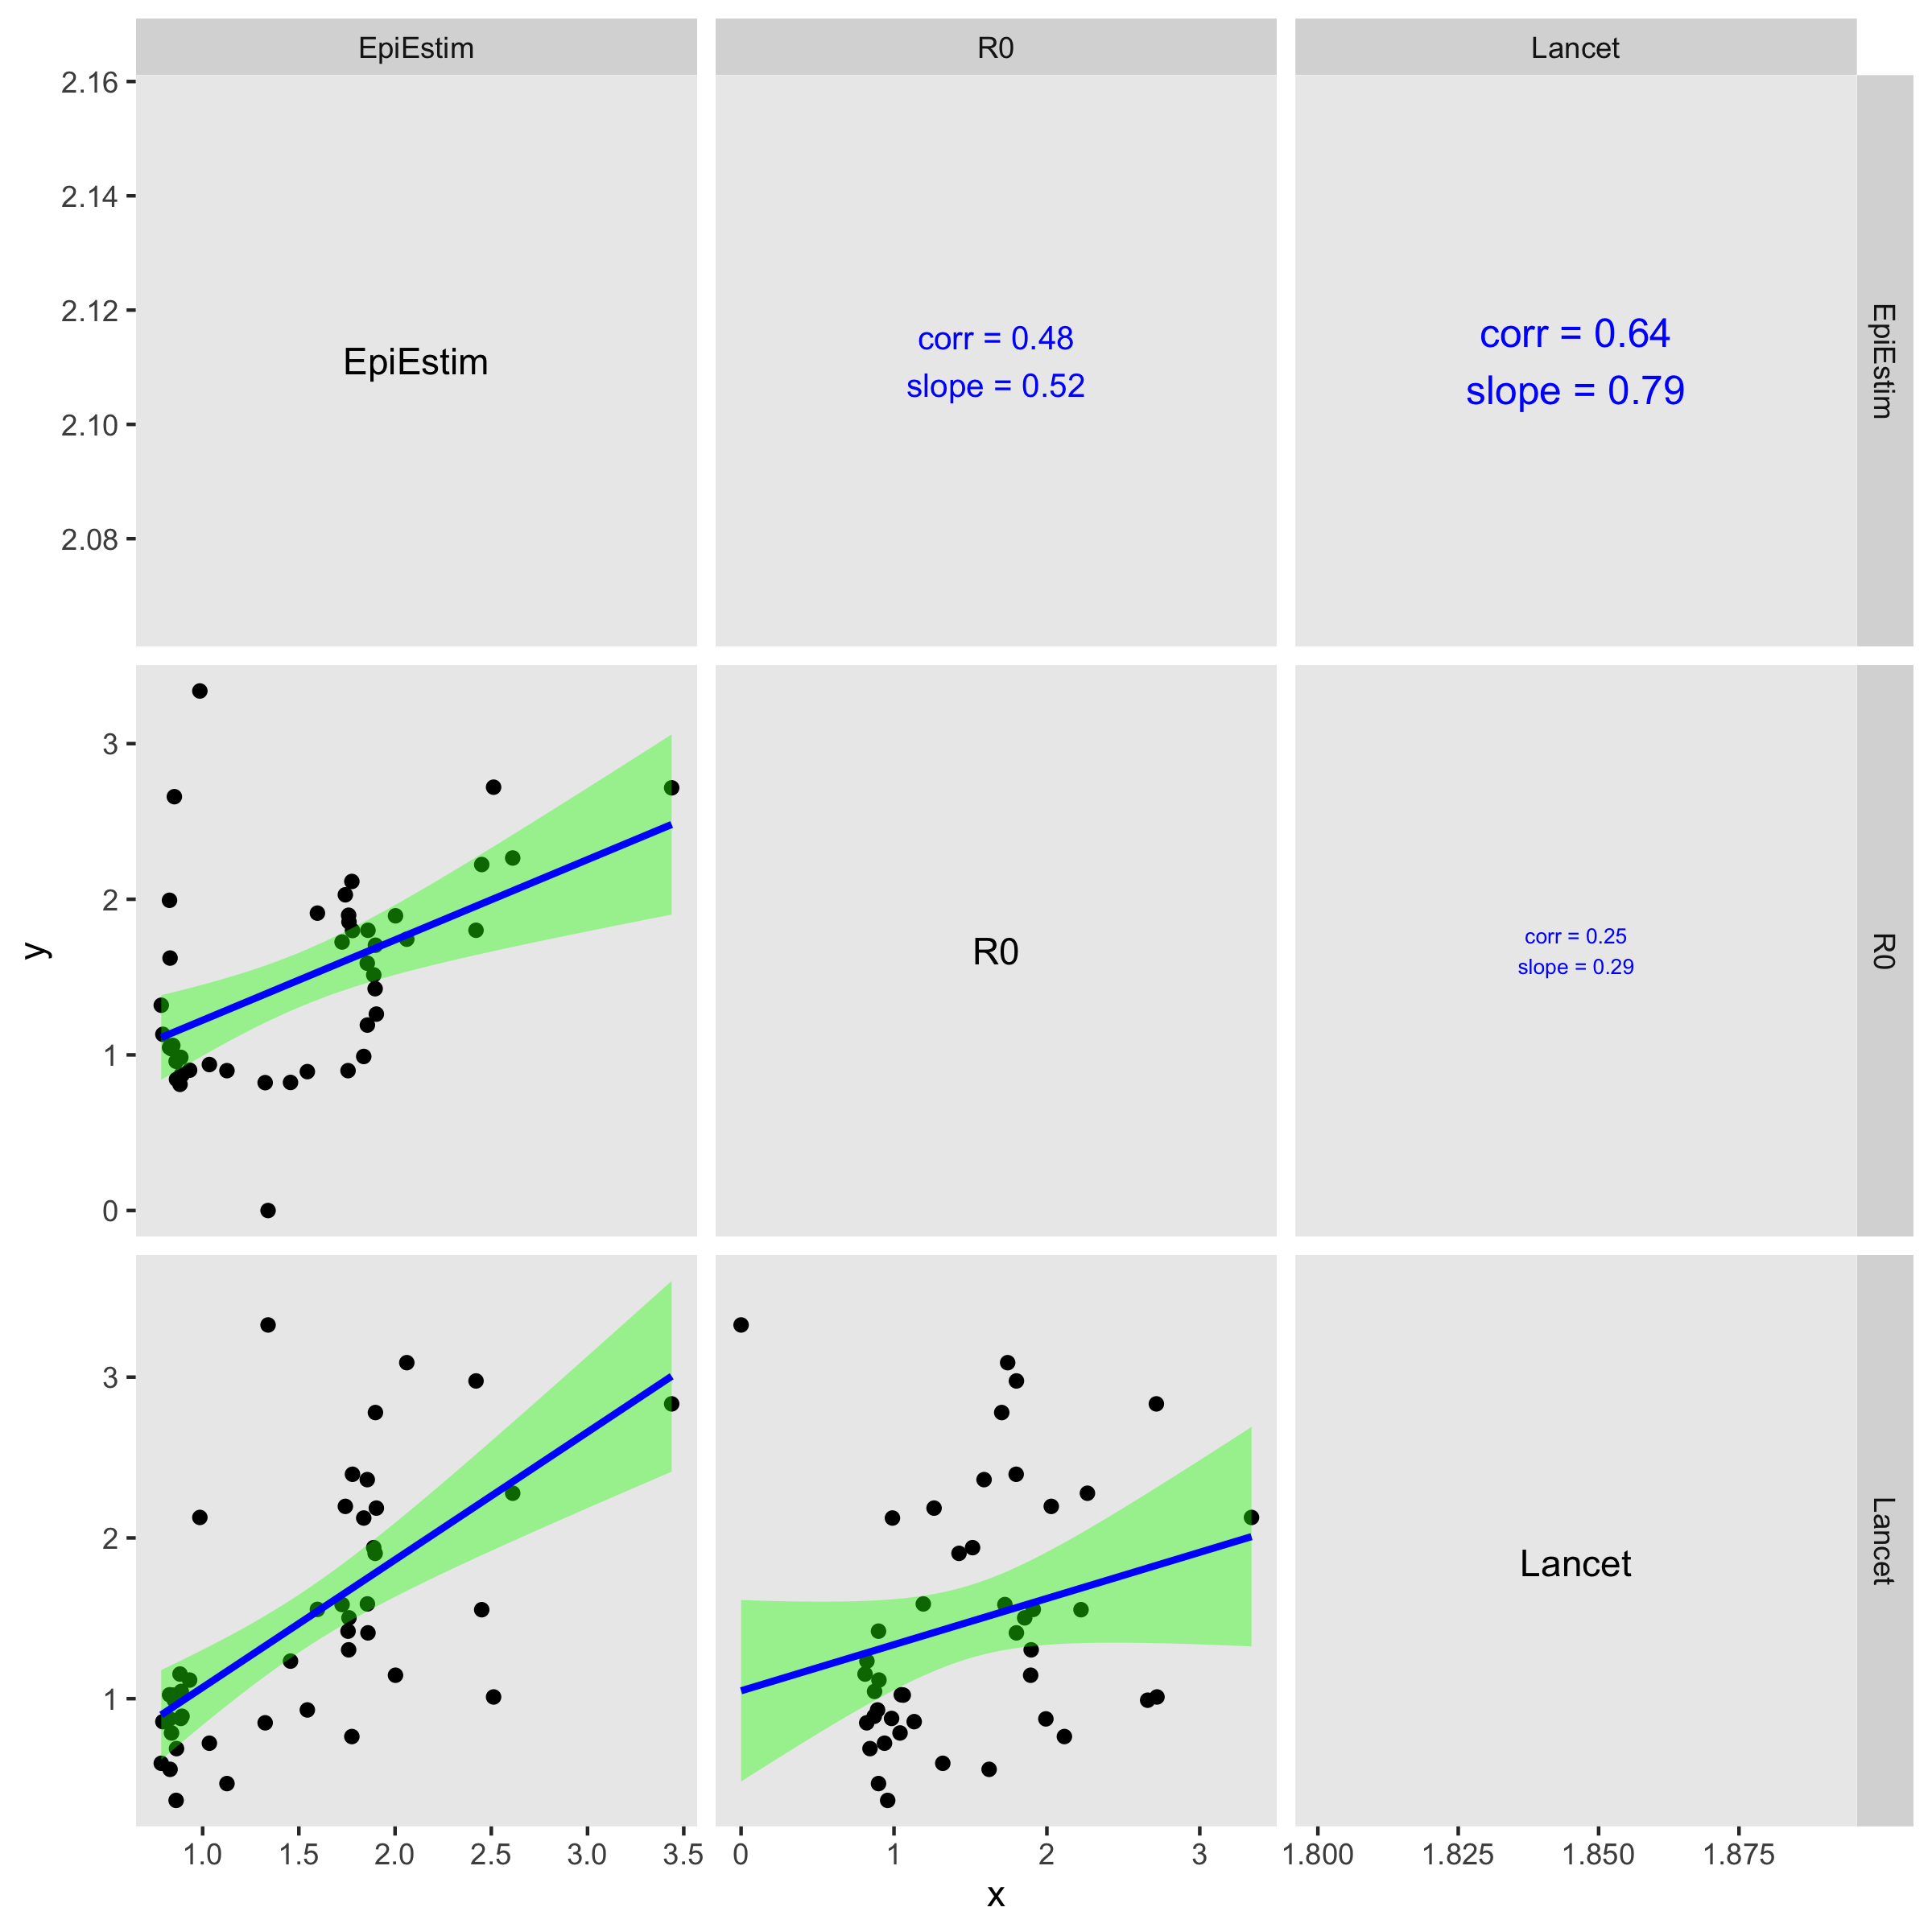 EpiEstim R0 Lancet
2.16
2.14
2.12
2.10
2.08
EpiEstim
corr = 0.48
slope = 0.52
corr = 0.64
slope = 0.79
EpiEstim
y
3
2
1
0
R0
corr = 0.25
slope = 0.29
R0
3
2
1
Lancet
Lancet
1.0 1.5 2.0 2.5 3.0 3.5 0 1 2 3 1.800 1.825 1.850 1.875
x